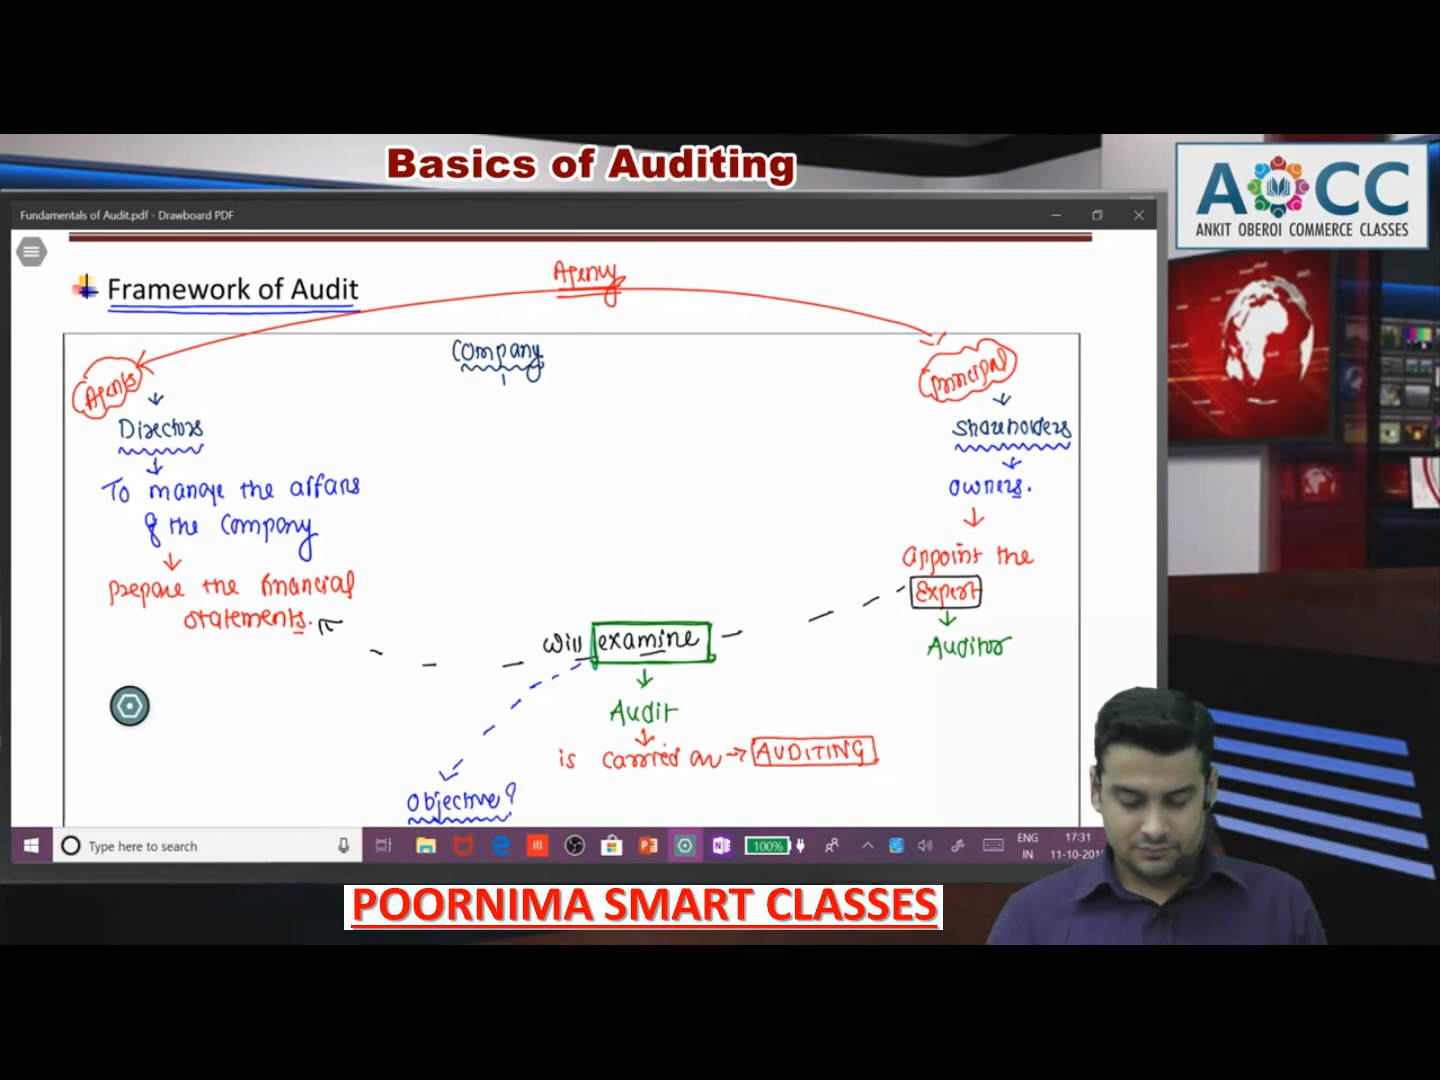 Basics of Auditing
AOCC
ANKIT OBEROI COMMERCE CLASSES
Fundamentals of Audit.pdf - Drawboard PDF
Framework of Audit
Agency
Company
Agents
Principal
Directors
Shareholders
To manage the affairs
of the company
owners.
appoint the
prepare the financial
statements.
Expert
will examine
Auditor
Audit
is carried on → AUDITING
Objective?
Type here to search
100%
ENG
IN
17:31
POORNIMA SMART CLASSES